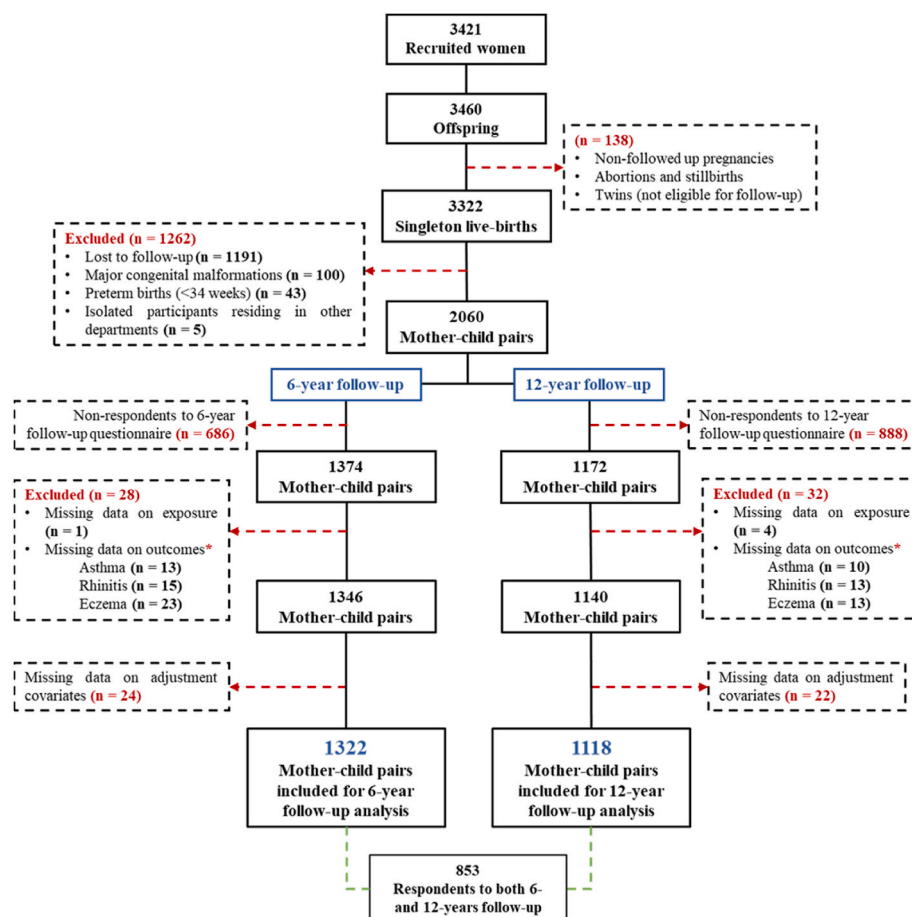 3421
Recruited women
3460
Offspring
(n = 138)
• Non-followed up pregnancies
• Abortions and stillbirths
• Twins (not eligible for follow-up)
3322
Singleton live-births
Excluded (n = 1262)
• Lost to follow-up (n = 1191)
• Major congenital malformations (n = 100)
• Preterm births (<34 weeks) (n = 43)
• Isolated participants residing in other
departments (n = 5)
2060
Mother-child pairs
6-year follow-up
12-year follow-up
Non-respondents to 6-year
follow-up questionnaire (n = 686)
Non-respondents to 12-year
follow-up questionnaire (n = 888)
1374
Mother-child pairs
1172
Mother-child pairs
Excluded (n = 28)
• Missing data on exposure
(n = 1)
• Missing data on outcomes*
Asthma (n = 13)
Rhinitis (n = 15)
Eczema (n = 23)
Excluded (n = 32)
• Missing data on exposure
(n = 4)
• Missing data on outcomes*
Asthma (n = 10)
Rhinitis (n = 13)
Eczema (n = 13)
1346
Mother-child pairs
1140
Mother-child pairs
Missing data on adjustment
covariates (n = 24)
Missing data on adjustment
covariates (n = 22)
1322
Mother-child pairs
included for 6-year
follow-up analysis
1118
Mother-child pairs
included for 12-year
follow-up analysis
853
Respondents to both 6-
and 12-years follow-up